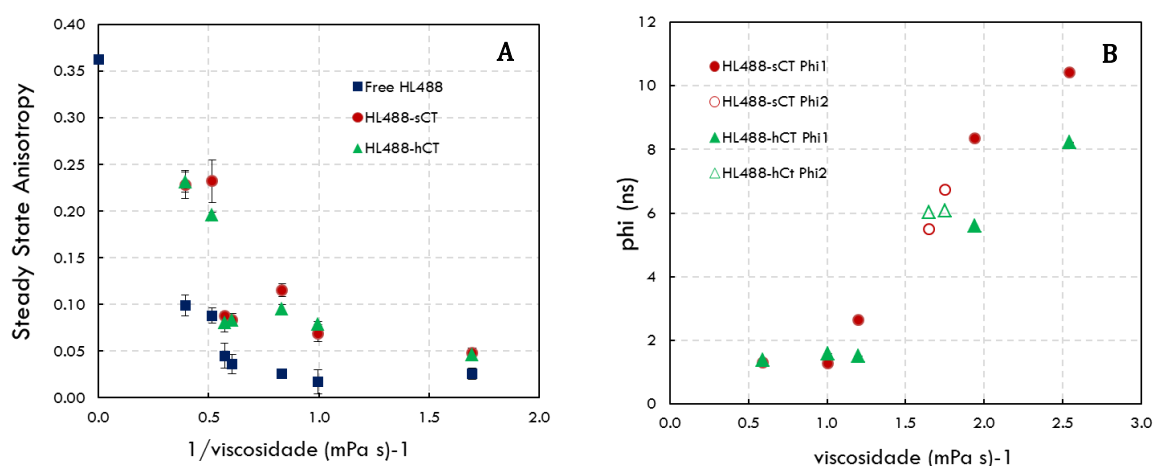 A
Steady State Anisotropy
0.40
0.35
0.30
0.25
0.20
0.15
0.10
0.05
0.00
Free HL488
HL488-sCT
HL488-hCT
0.0 0.5 1.0 1.5 2.0
1/viscosidade (mPa s)-1
B
phi (ns)
12
10
8
6
4
2
0
HL488-sCT Phi1
HL488-sCT Phi2
HL488-hCT Phi1
HL488-hCt Phi2
0.0 0.5 1.0 1.5 2.0 2.5 3.0
viscosidade (mPa s)-1